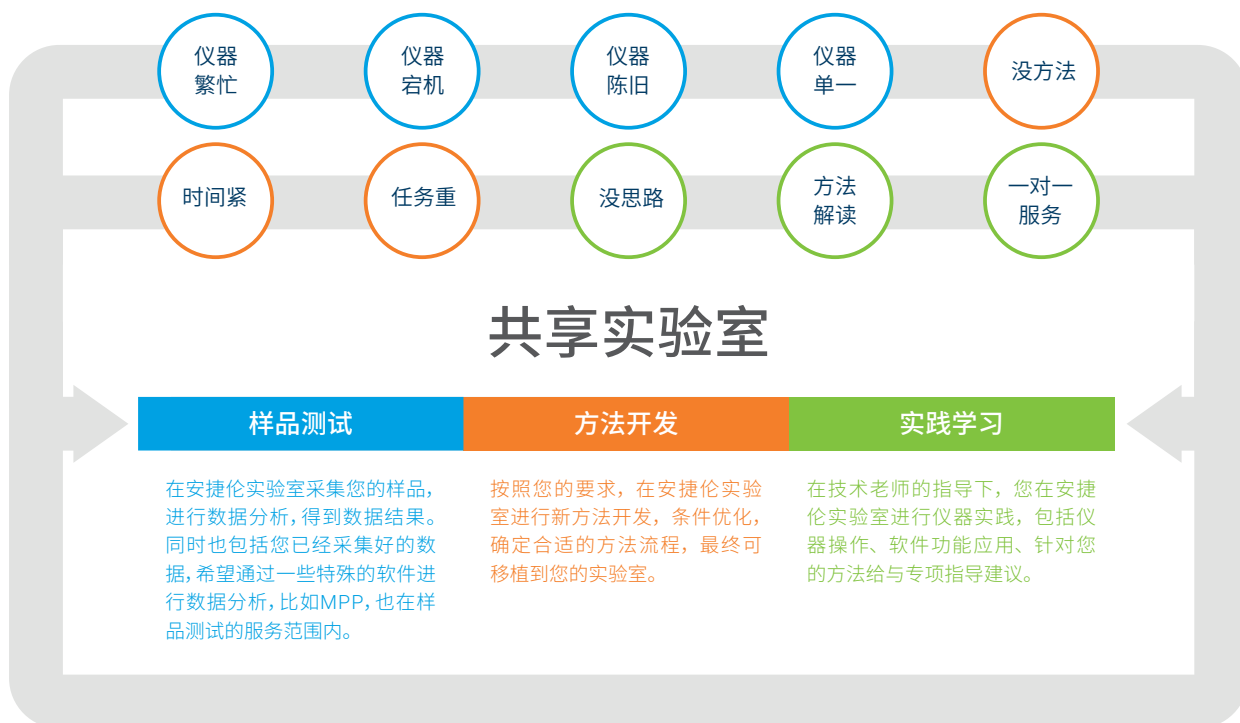 仪器
繁忙
仪器
宕机
仪器
陈旧
仪器
单一
没方法
时间紧
任务重
没思路
方法
解读
一对一
服务
共享实验室
样品测试
方法开发
实践学习
在安捷伦实验室采集您的样品，
进行数据分析，得到数据结果。
同时也包括您已经采集好的数
据，希望通过一些特殊的软件进
行数据分析，比如MPP，也在样
品测试的服务范围内。
按照您的要求，在安捷伦实验
室进行新方法开发，条件优化，
确定合适的方法流程，最终可
移植到您的实验室。
在技术老师的指导下，您在安捷
伦实验室进行仪器实践，包括仪
器操作、软件功能应用、针对您
的方法给与专项指导建议。